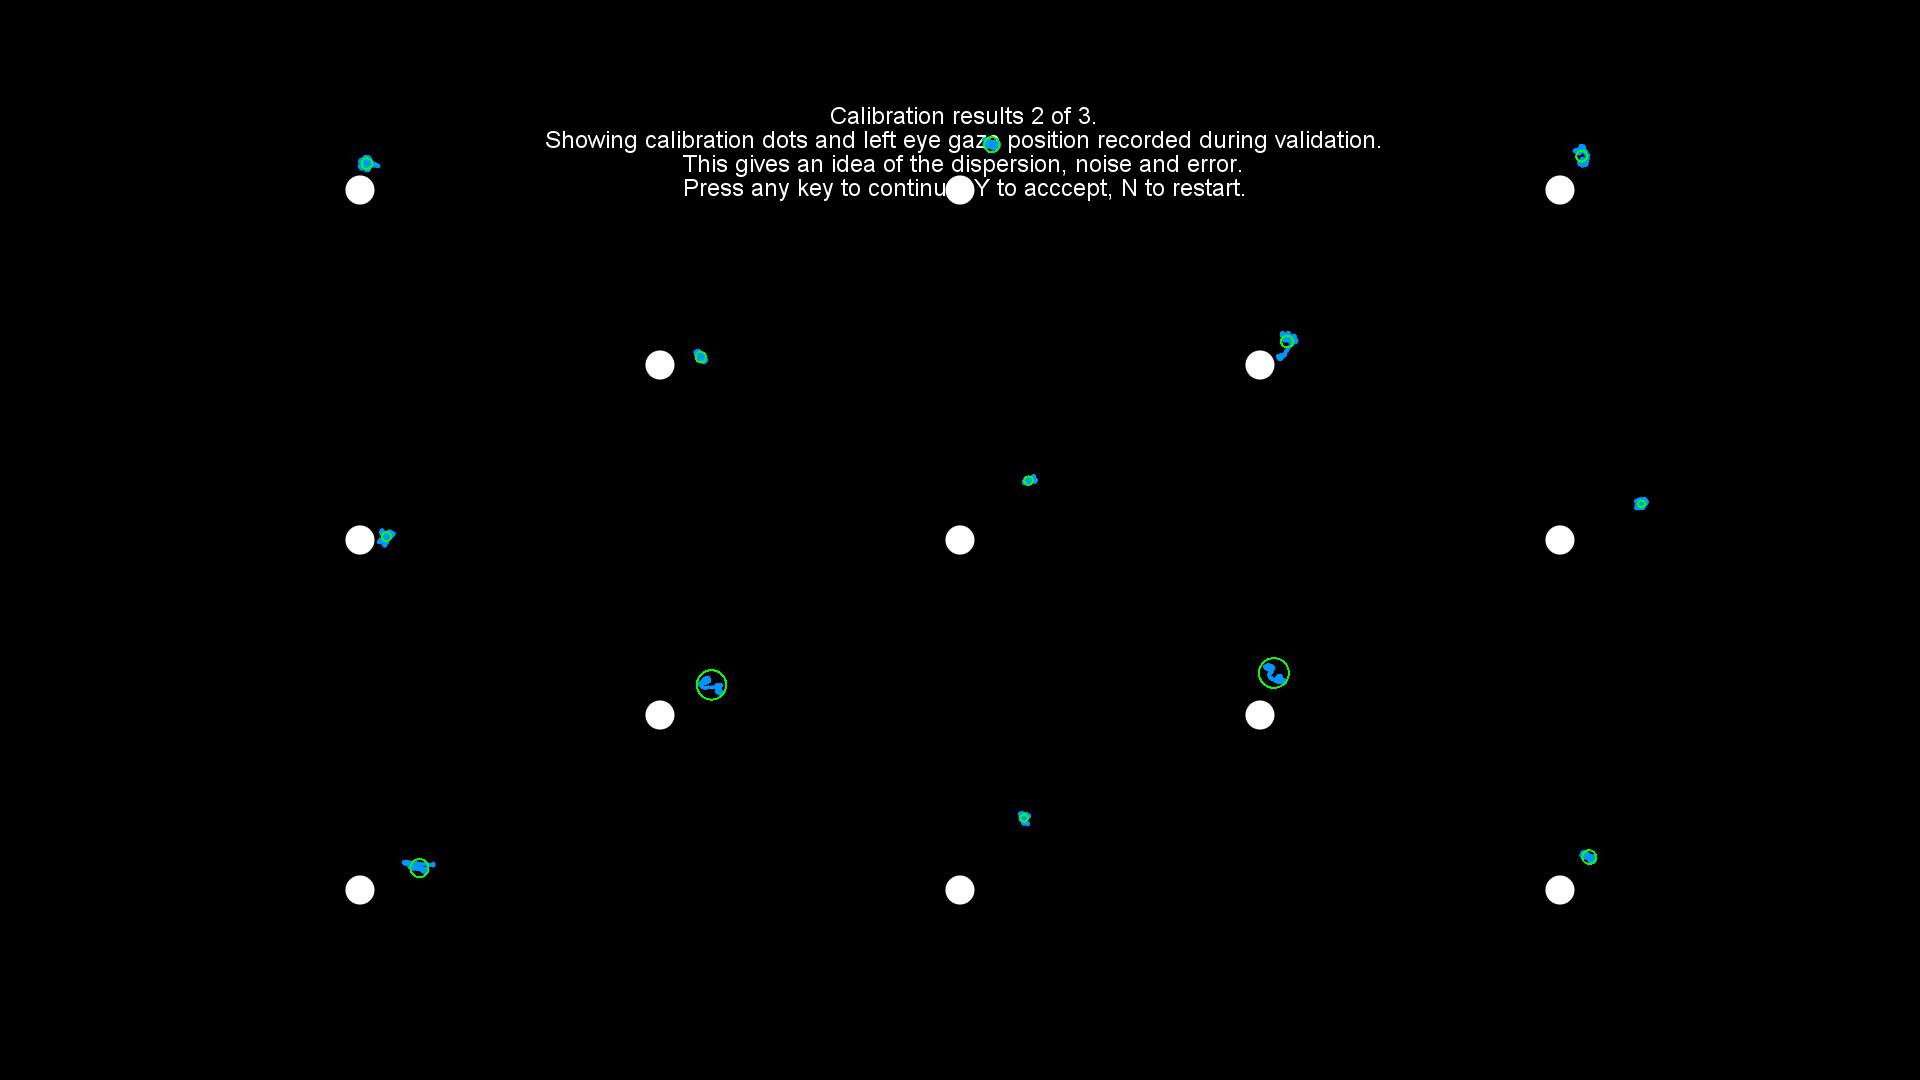 Calibration results 2 of 3.
Showing calibration dots and left eye gaze position recorded during validation.
This gives an idea of the dispersion, noise and error.
Press any key to continue, Y to acccept, N to restart.